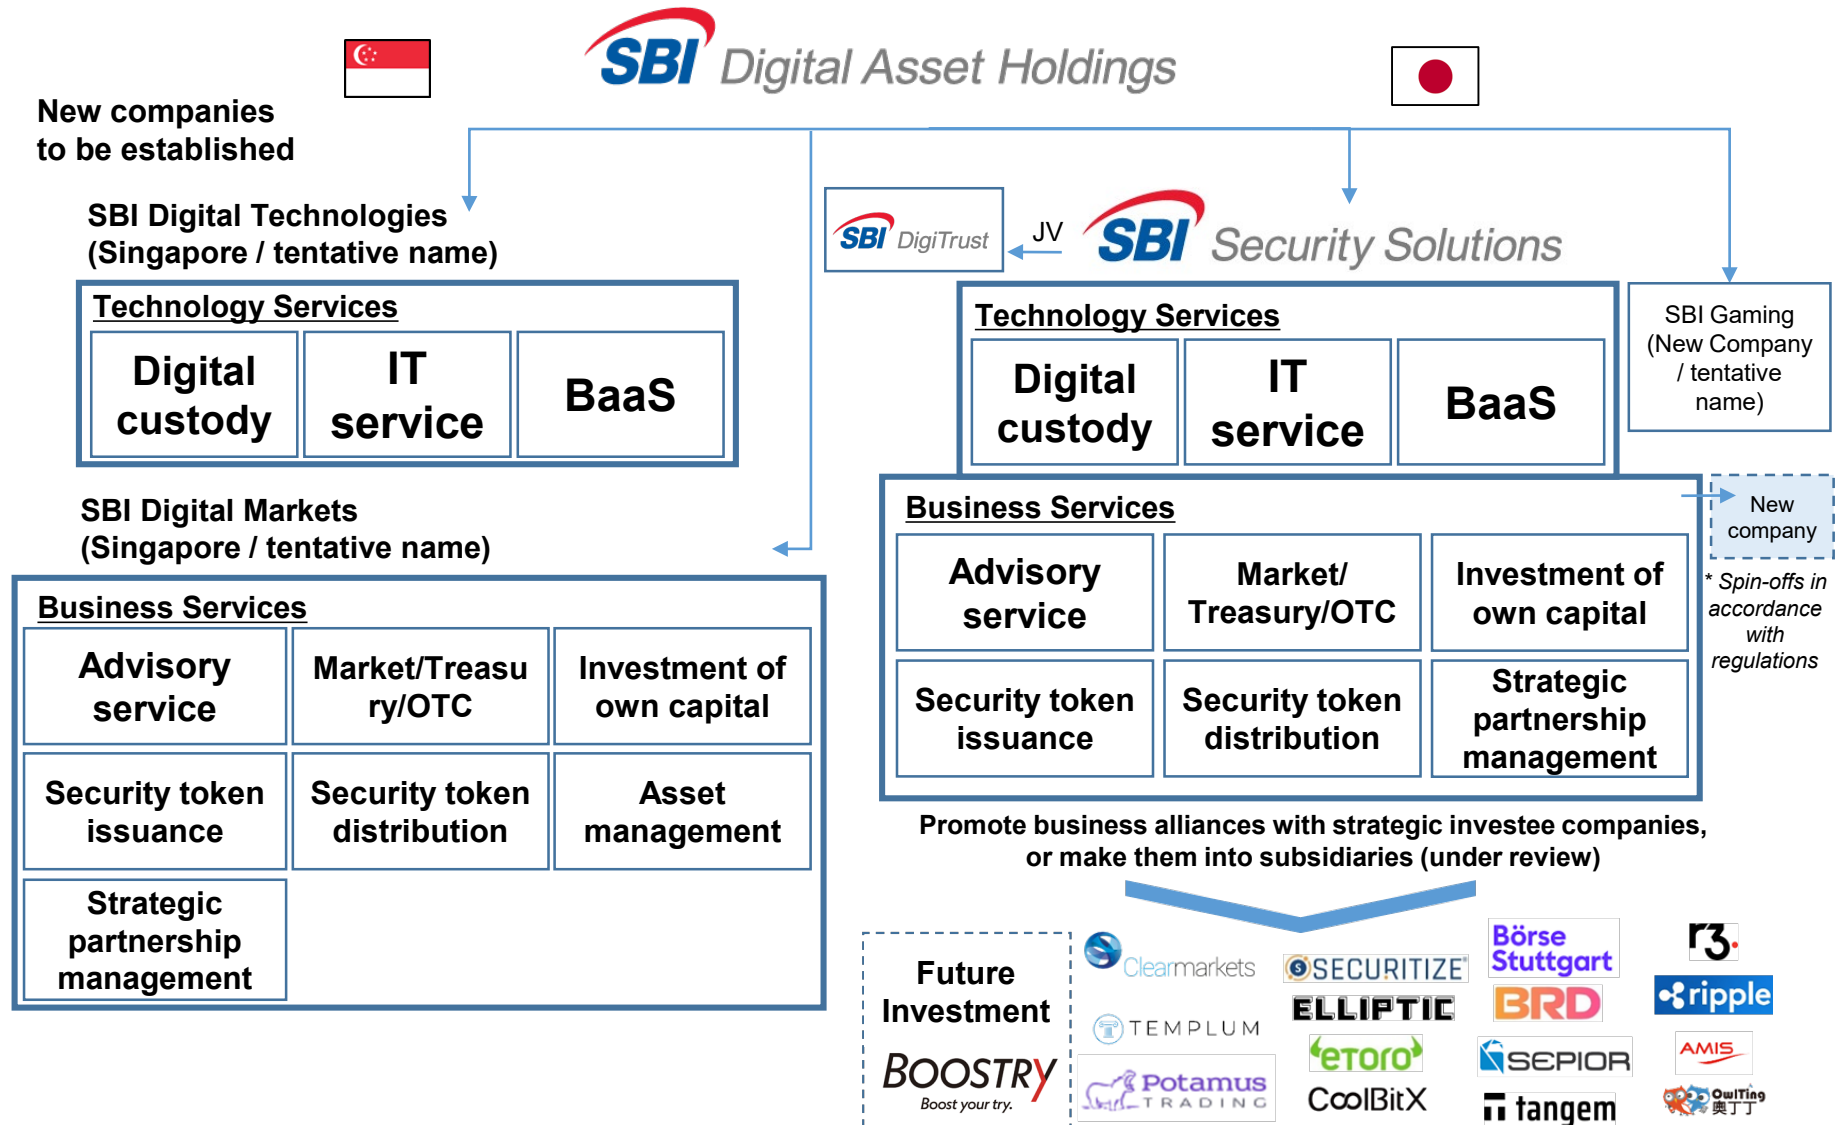 SBI Digital Asset Holdings
New companies
to be established
SBI Digital Technologies
(Singapore / tentative name)
Technology Services
Digital
custody
IT
service
BaaS
SBI Digital Markets
(Singapore / tentative name)
Business Services
Advisory
service
Market/Treasu
ry/OTC
Investment of
own capital
Security token
issuance
Security token
distribution
Asset
management
Strategic
partnership
management
SBI DigiTrust
JV
SBI Security Solutions
Technology Services
Digital
custody
IT
service
BaaS
SBI Gaming
(New Company
/ tentative
name)
Business Services
Advisory
service
Market/
Treasury/OTC
Investment of
own capital
Security token
issuance
Security token
distribution
Strategic
partnership
management
New
company
* Spin-offs in
accordance
with
regulations
Promote business alliances with strategic investee companies,
or make them into subsidiaries (under review)
Future
Investment
BOOSTRY
Boost your try.
Clearmarkets
TEMPLUM
Potamus
TRADING
S
SECURITIZE
ELLIPTIC
eToro
CoolBitX
Börse
Stuttgart
BRD
SEPIOR
tangem
r3.
ripple
AMIS
OwlTing
奧丁丁